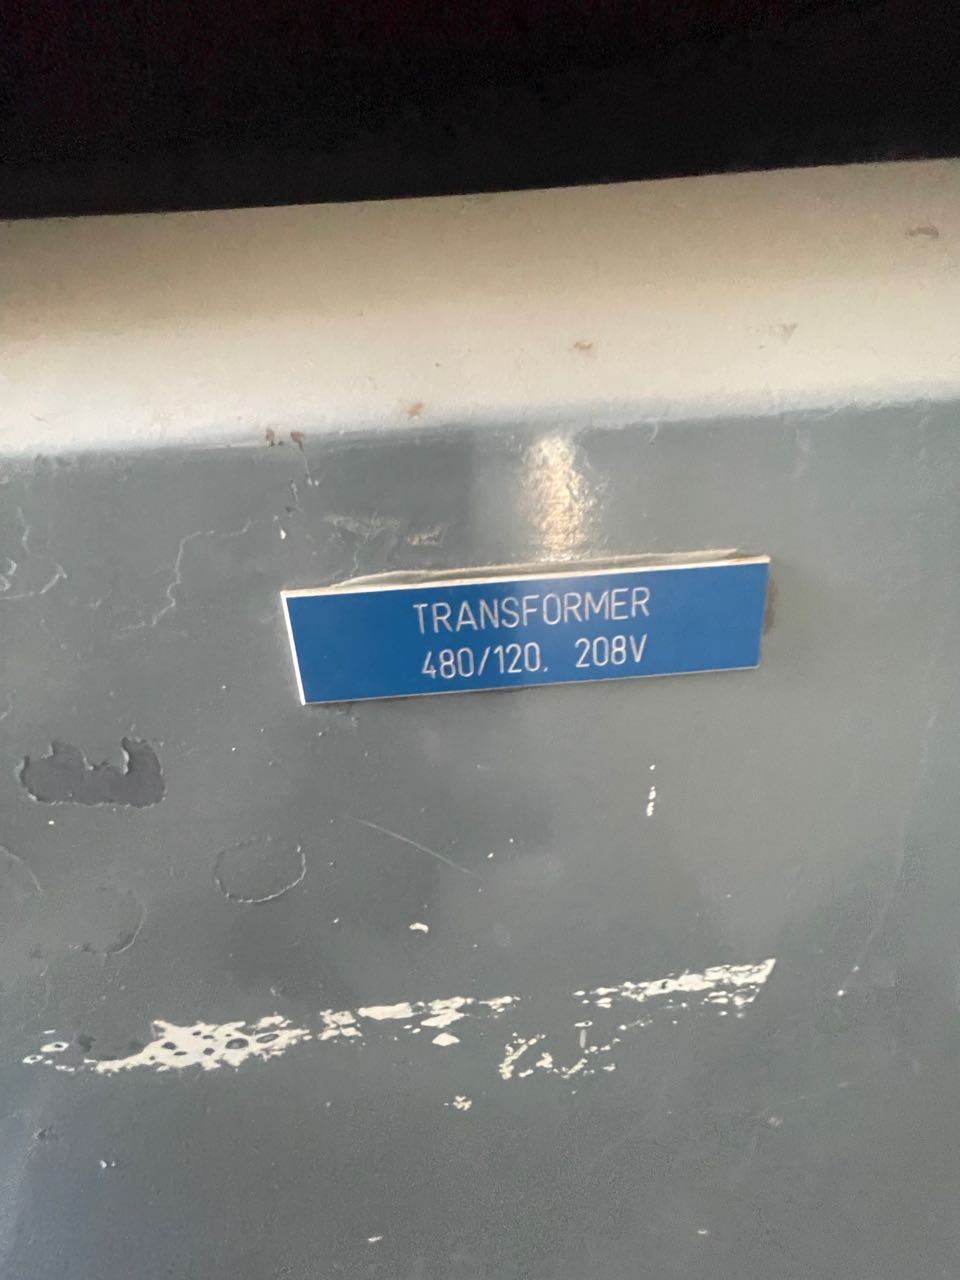 TRANSFORMER
480/120. 208V